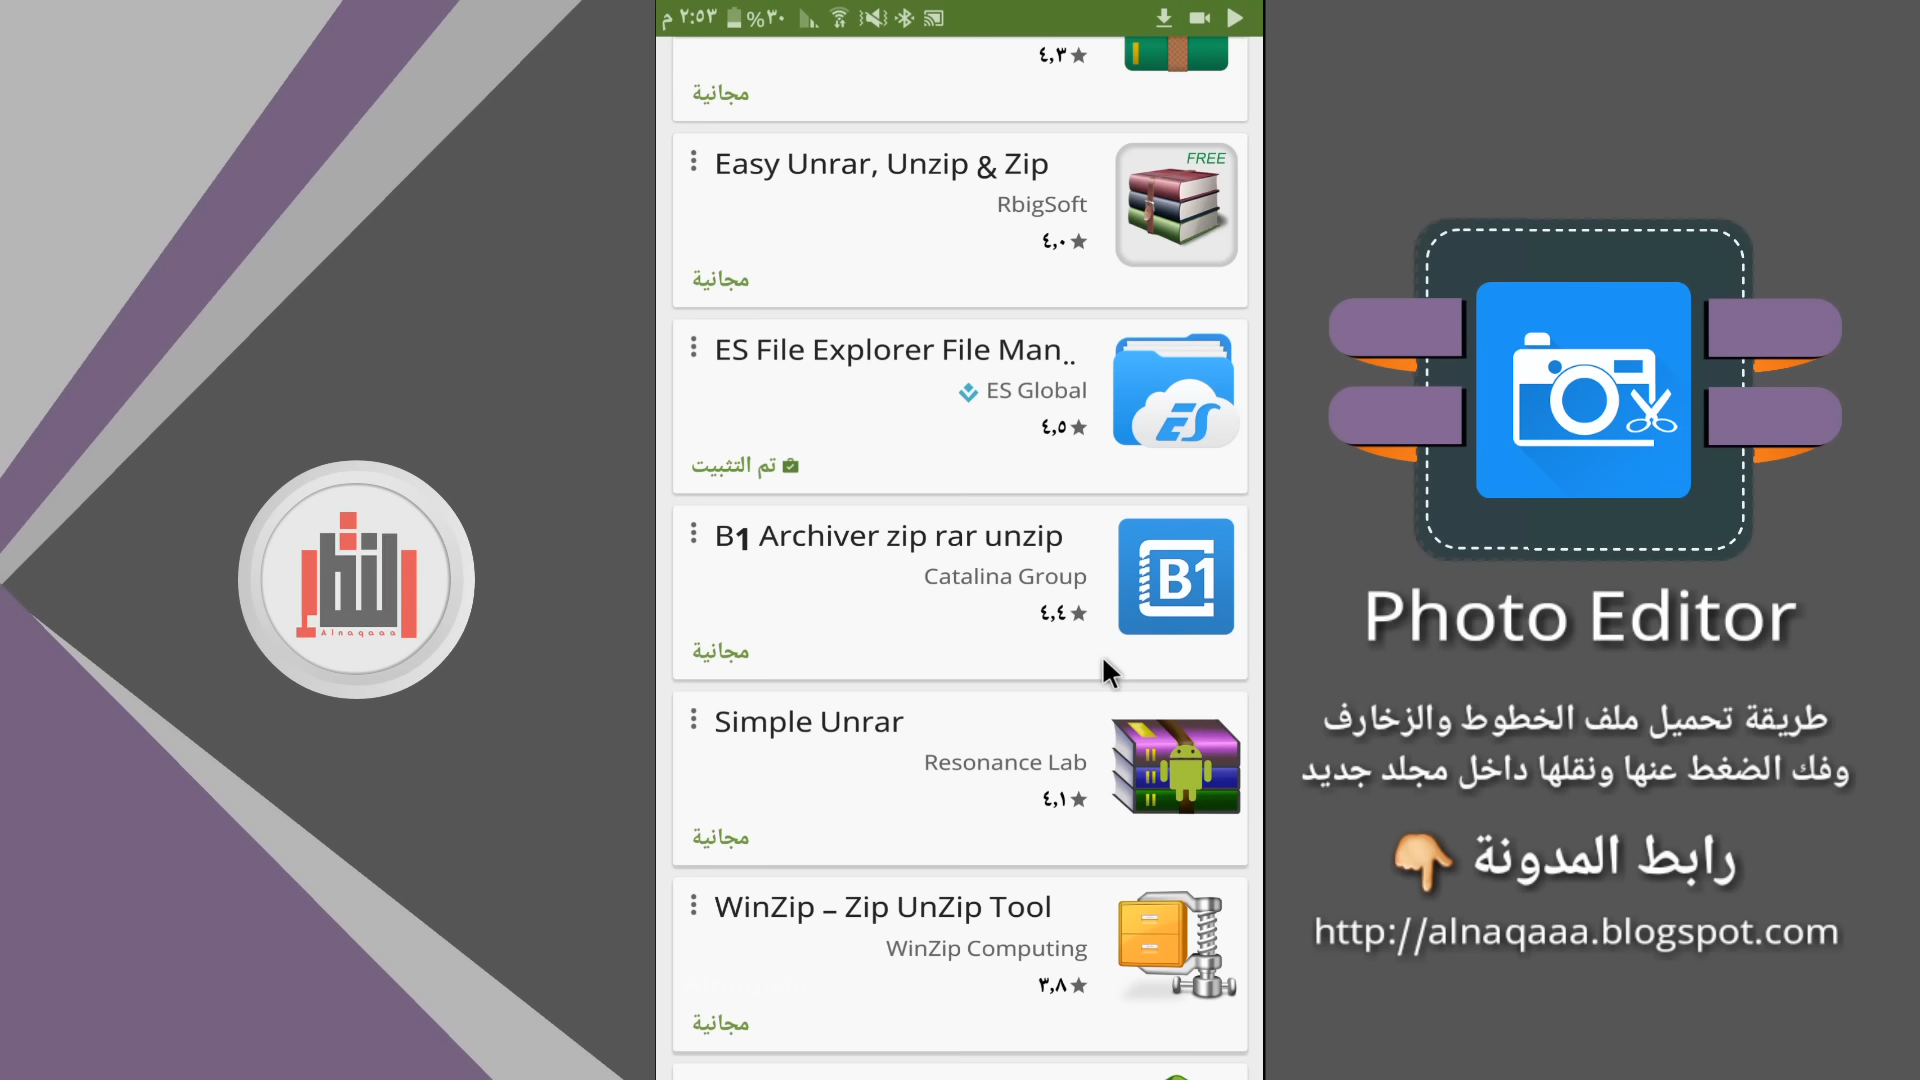 م ٢:٥٣ %٣٠
٤,٣
مجانية
Easy Unrar, Unzip & Zip
FREE
RbigSoft
٤,٠
مجانية
ES File Explorer File Man..
ES Global
٤,٥
ES
تم التثبيت
B1 Archiver zip rar unzip
Catalina Group
٤,٤
B1
مجانية
Simple Unrar
Resonance Lab
٤,١
مجانية
WinZip – Zip UnZip Tool
WinZip Computing
٣,٨
مجانية
Alnaqaaa
Photo Editor
طريقة تحميل ملف الخطوط والزخارف
وفك الضغط عنها ونقلها داخل مجلد جديد
رابط المدونة
http://alnaqaaa.blogspot.com